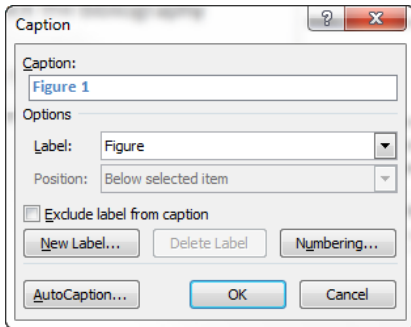 Caption
Caption:
Figure 1
Options
Label: Figure
Position: Below selected item
Exclude label from caption
New Label... Delete Label Numbering...
AutoCaption... OK Cancel